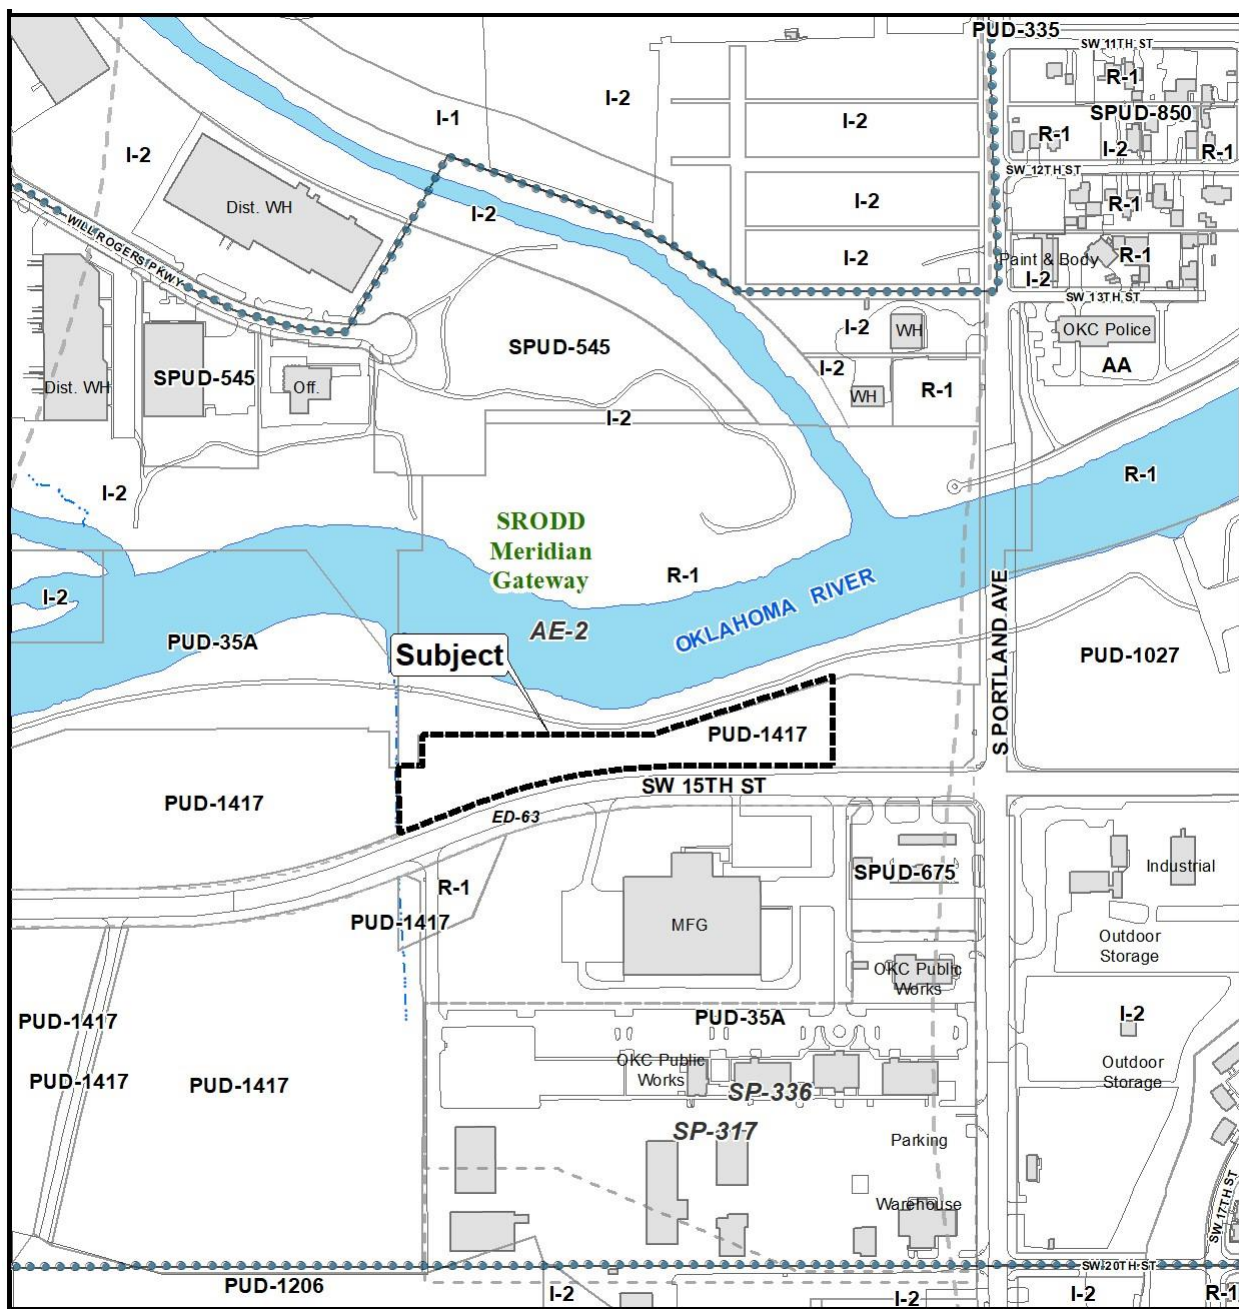 PUD-335
SW 11TH ST
R-1
I-2
I-1
I-2
SPUD-850
R-1
I-2
R-1
I-2
SW 12TH ST
Dist. WH
I-2
I-2
R-1
WILL ROGERS PKWY
I-2
Paint & Body
R-1
I-2
SW 13TH ST
I-2
WH
OKC Police
SPUD-545
Dist. WH
SPUD-545
Off.
I-2
AA
WH
R-1
I-2
R-1
I-2
SRODD
Meridian
Gateway
R-1
I-2
OKLAHOMA RIVER
AE-2
PUD-35A
Subject
PUD-1027
S PORTLAND AVE
PUD-1417
SW 15TH ST
PUD-1417
ED-63
R-1
SPUD-675
Industrial
PUD-1417
MFG
Outdoor
Storage
OKC Public
Works
PUD-1417
PUD-35A
I-2
OKC Public
Works
Outdoor
Storage
PUD-1417
PUD-1417
SP-336
SP-317
Parking
Warehouse
SW 17TH ST
SW 20TH ST
PUD-1206
I-2
I-2
I-2
R-1